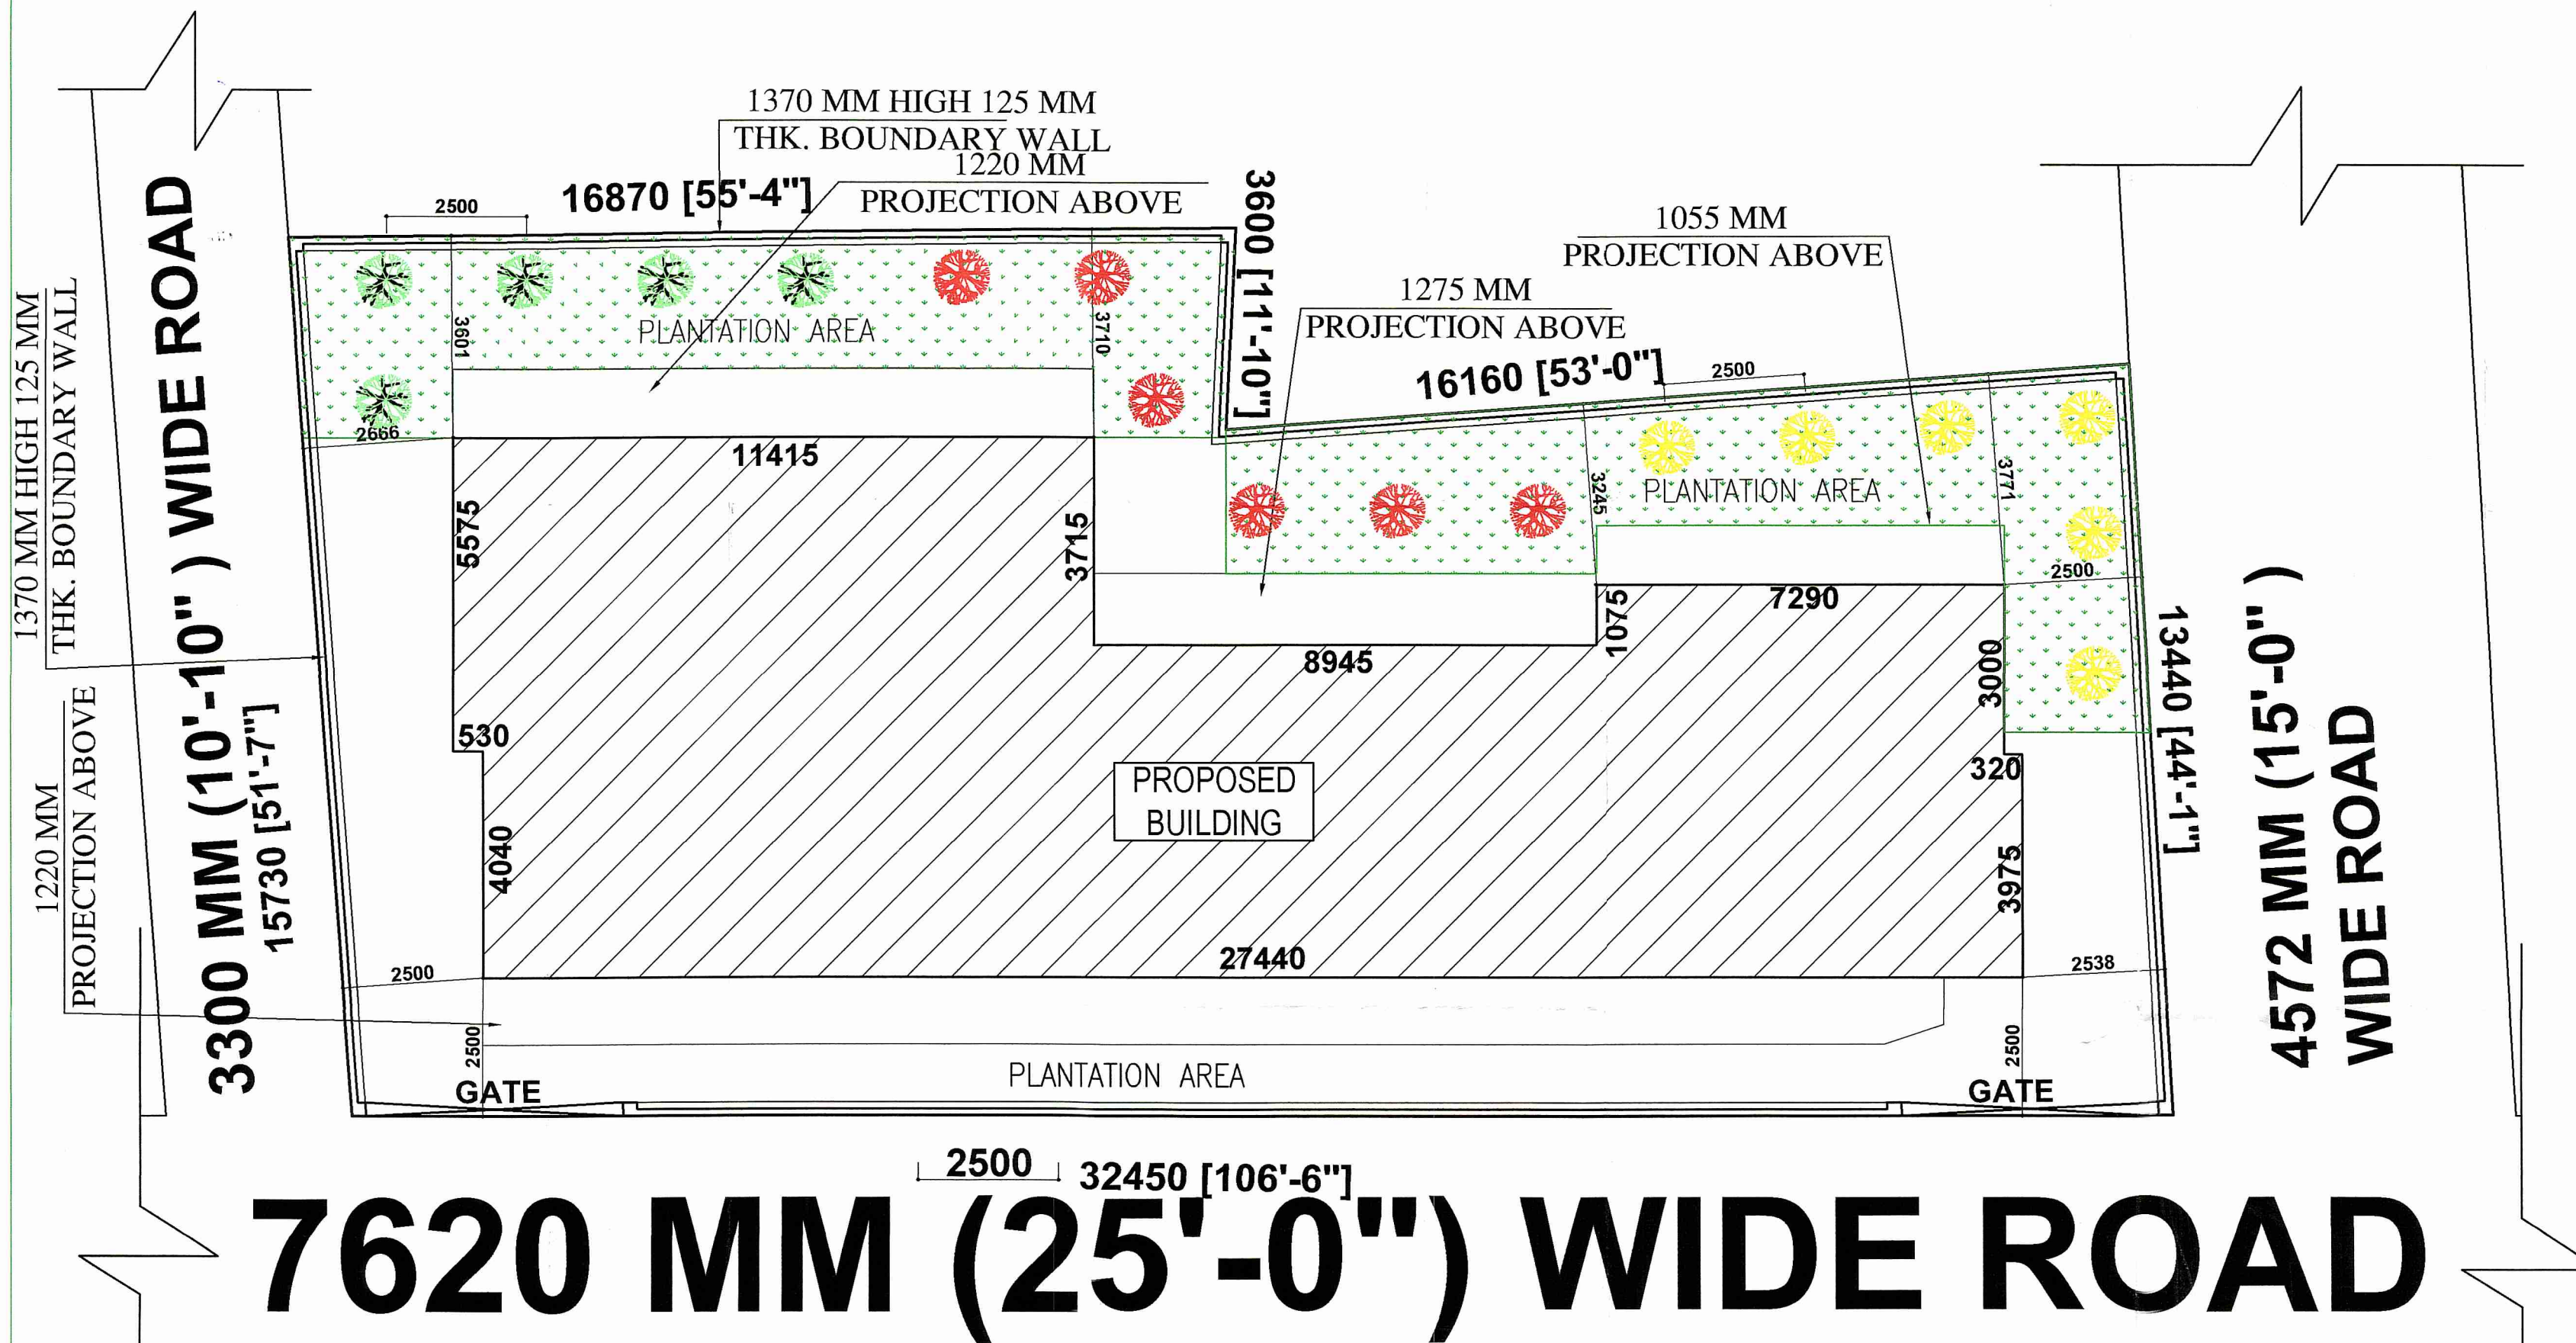 1370 MM HIGH 125 MM
THK. BOUNDARY WALL
1220 MM
PROJECTION ABOVE
16870 [55'-4"]
2500
3600 [11'-10"]
1055 MM
PROJECTION ABOVE
1275 MM
PROJECTION ABOVE
16160 [53'-0"]
2500
1370 MM HIGH 125 MM
THK. BOUNDARY WALL
3300 MM (10'-10" ) WIDE ROAD
15730 [51'-7"]
1220 MM
PROJECTION ABOVE
3601
PLANTATION AREA
3710
2666
11415
5575
3715
3245
PLANTATION AREA
3771
2500
7290
1075
8945
3000
530
320
PROPOSED
BUILDING
4040
3975
27440
2500
2538
13440 [44'-1"]
4572 MM (15'-0" )
WIDE ROAD
2500
2500
PLANTATION AREA
GATE
GATE
2500
32450 [106'-6"]
7620 MM (25'-0") WIDE ROAD